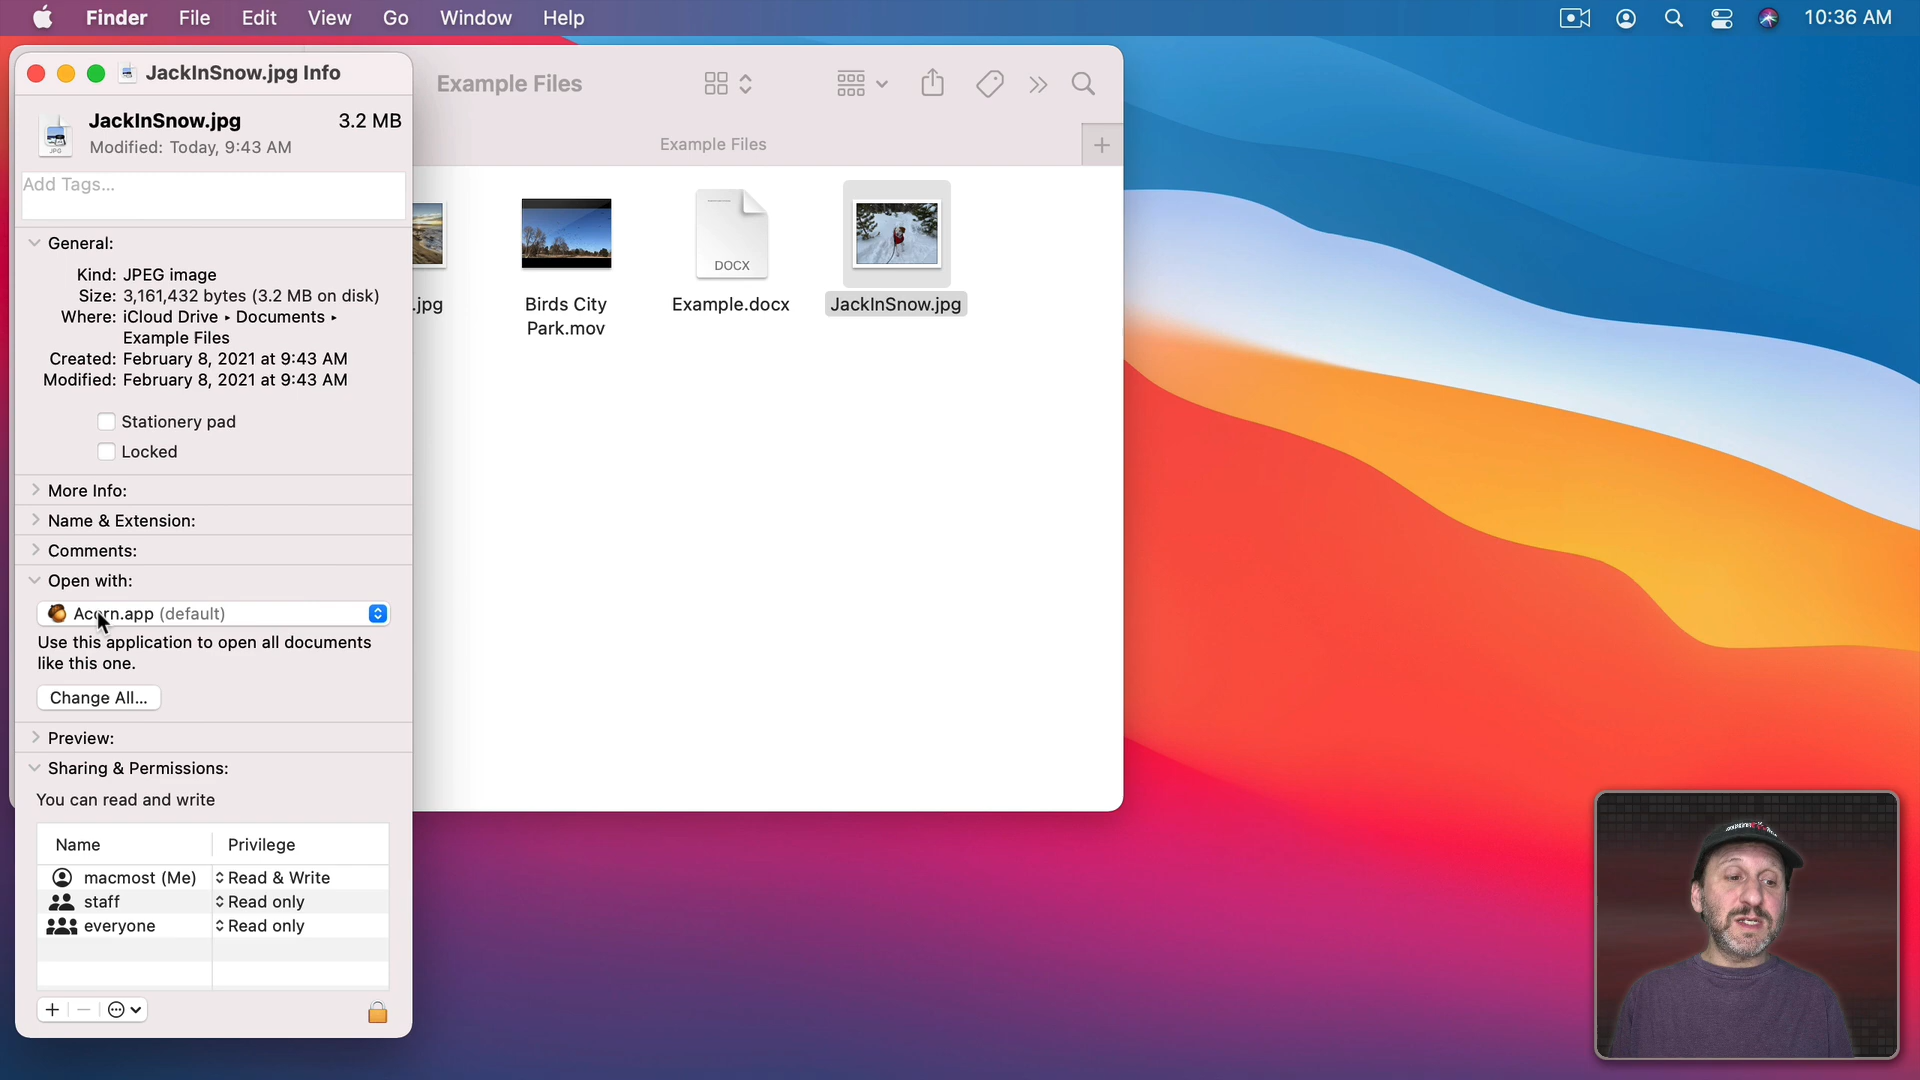 Finder File Edit View Go Window Help 10:36 AM
JackInSnow.jpg Info
JackInSnow.jpg 3.2 MB
Modified: Today, 9:43 AM
Add Tags...
General:
Kind: JPEG image
Size: 3,161,432 bytes (3.2 MB on disk)
Where: iCloud Drive ▸ Documents ▸
Example Files
Created: February 8, 2021 at 9:43 AM
Modified: February 8, 2021 at 9:43 AM
Stationery pad
Locked
More Info:
Name & Extension:
Comments:
Open with:
Acorn.app (default)
Use this application to open all documents
like this one.
Change All...
Preview:
Sharing & Permissions:
You can read and write
Name Privilege
macmost (Me) Read & Write
staff Read only
everyone Read only
Example Files
Example Files
.jpg
Birds City
Park.mov
DOCX
Example.docx
JackInSnow.jpg